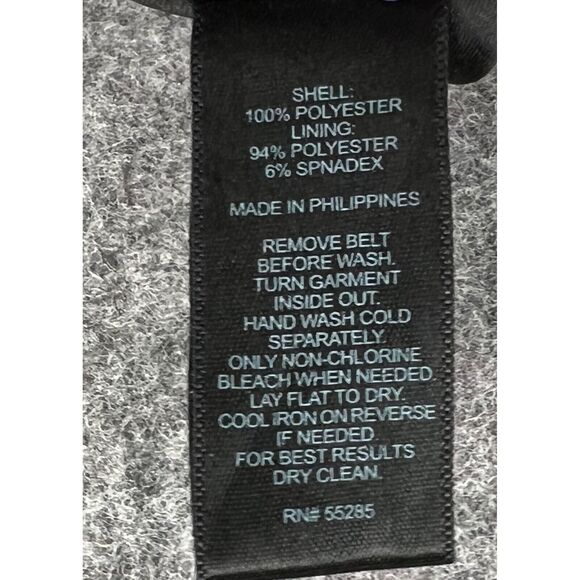 SHELL:
100% POLYESTER
LINING:
94% POLYESTER
6% SPNADEX
MADE IN PHILIPPINES
REMOVE BELT
BEFORE WASH.
TURN GARMENT
INSIDE OUT.
HAND WASH COLD
SEPARATELY.
ONLY NON-CHLORINE
BLEACH WHEN NEEDED
LAY FLAT TO DRY.
COOL IRON ON REVERSE
IF NEEDED
FOR BEST RESULTS
DRY CLEAN.
RN# 55285